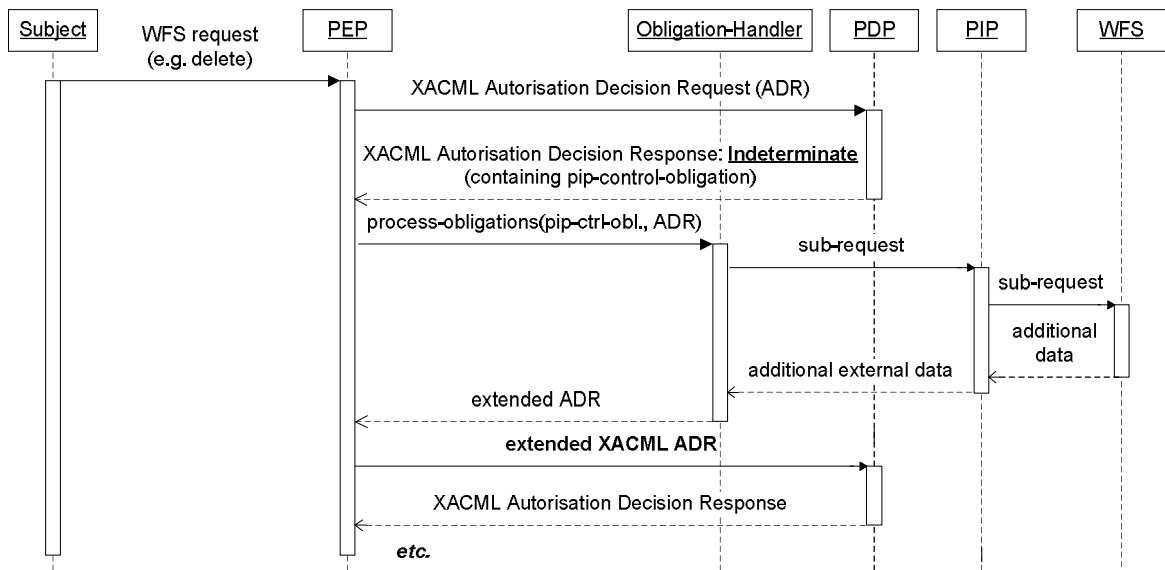 Subject
PEP
Obligation-Handler
PDP
PIP
WFS
WFS request
(e.g. delete)
XACML Autorisation Decision Request (ADR)
XACML Autorisation Decision Response: Indeterminate
(containing pip-control-obligation)
process-obligations(pip-ctrl-obl., ADR)
sub-request
sub-request
additional
data
additional external data
extended ADR
extended XACML ADR
XACML Autorisation Decision Response
etc.